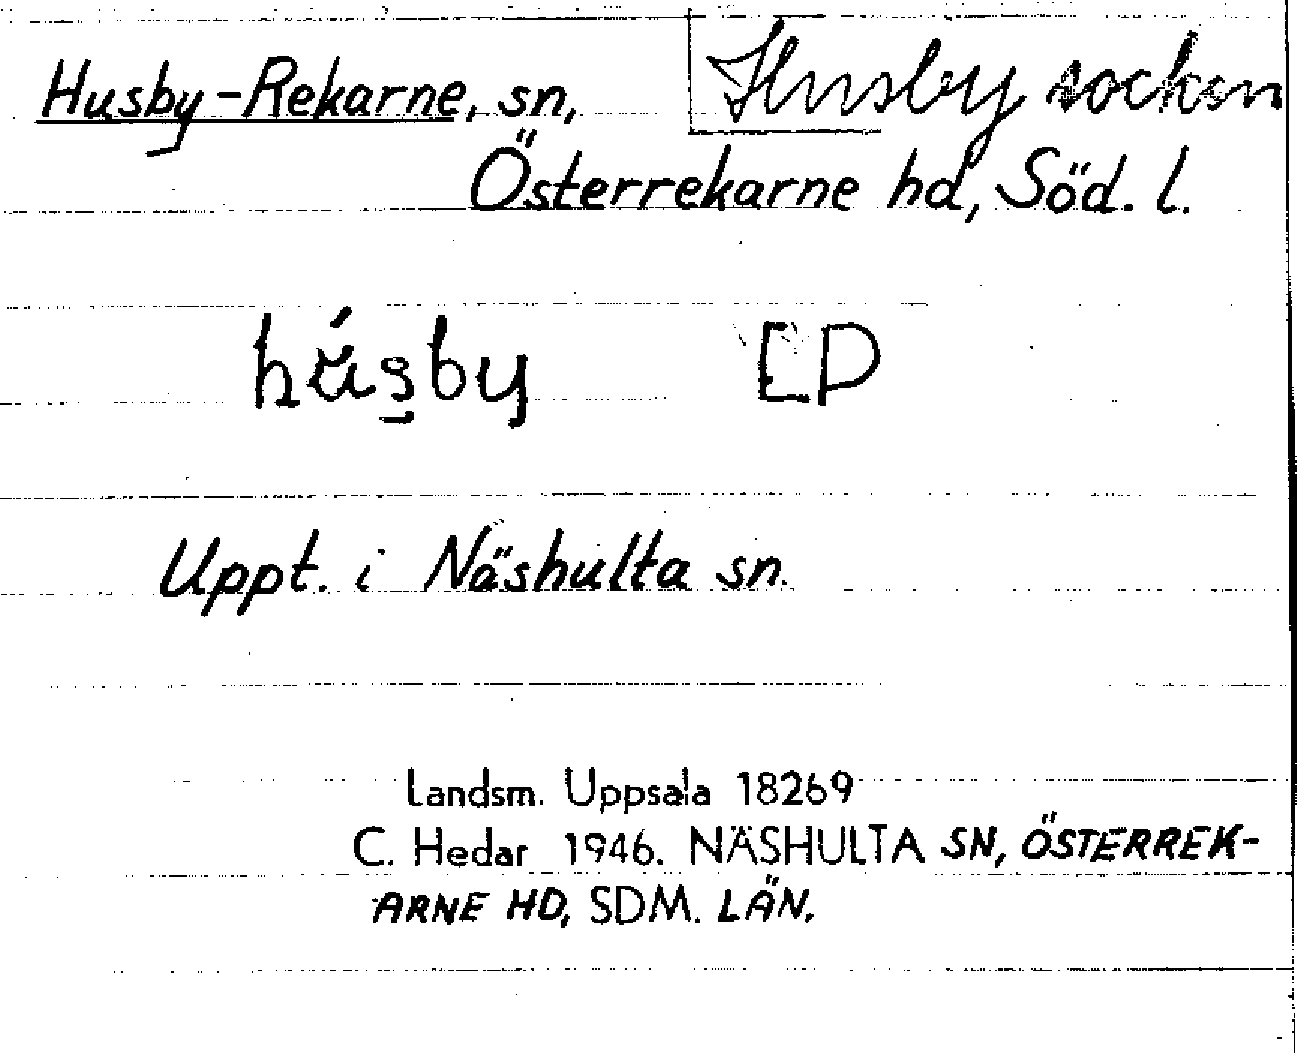 Husby-Rekarne, sn,
Husby socken
Österrekarne hd, Söd. l.
húsby ED
Uppt. i Näshulta sn.
Landsm. Uppsala 18269
C. Hedar 1946. NÄSHULTA SN, ÖSTERREK-
ARNE HD, SDM. LÄN.